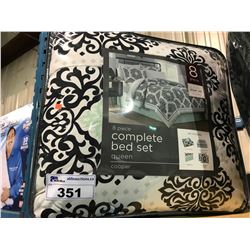 8
8 piece
complete
bed set
queen
cooper
351